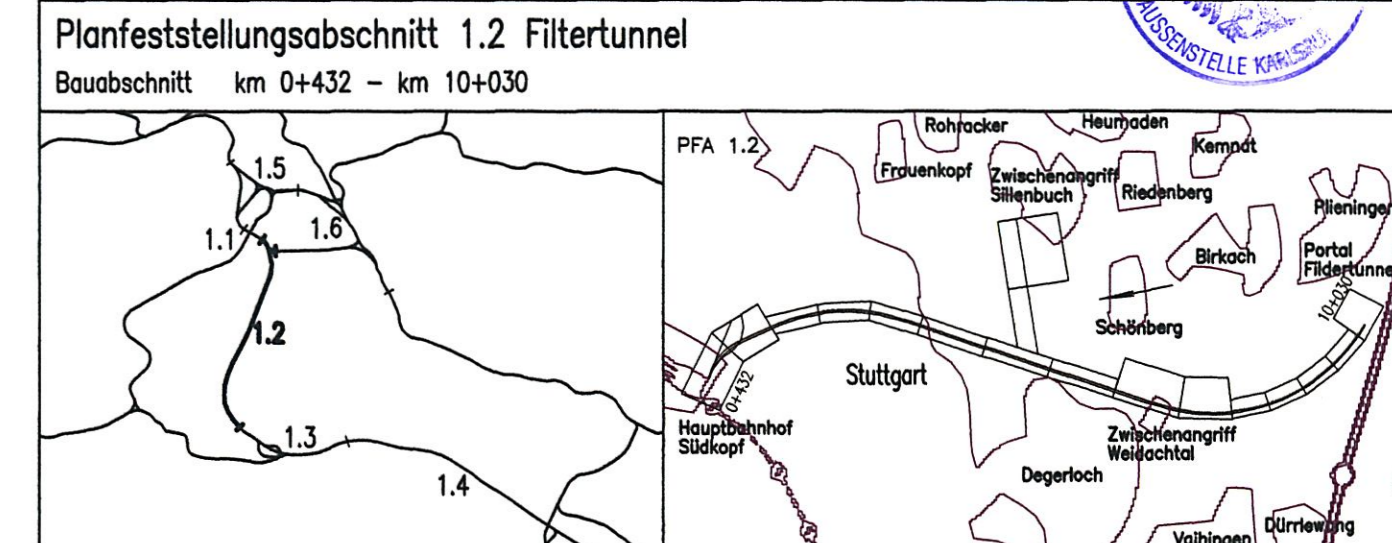 Planfeststellungsabschnitt 1.2 Filtertunnel
Bauabschnitt km 0+432 - km 10+030
AUSSENSTELLE
1.5
1.6
1.1
1.2
1.3
1.4
PFA 1.2
Rohracker
Heumaden
Kemnat
Frauenkopf
Zwischenangriff
Sillenbuch
Riedenberg
Plieningen
Birkach
Portal
Fildertunne
10+030
Schönberg
Stuttgart
0+432
Hauptbahnhof
Südkopf
Zwischenangriff
Weidachtal
Degerloch
Vaihingen
Dürrlewang